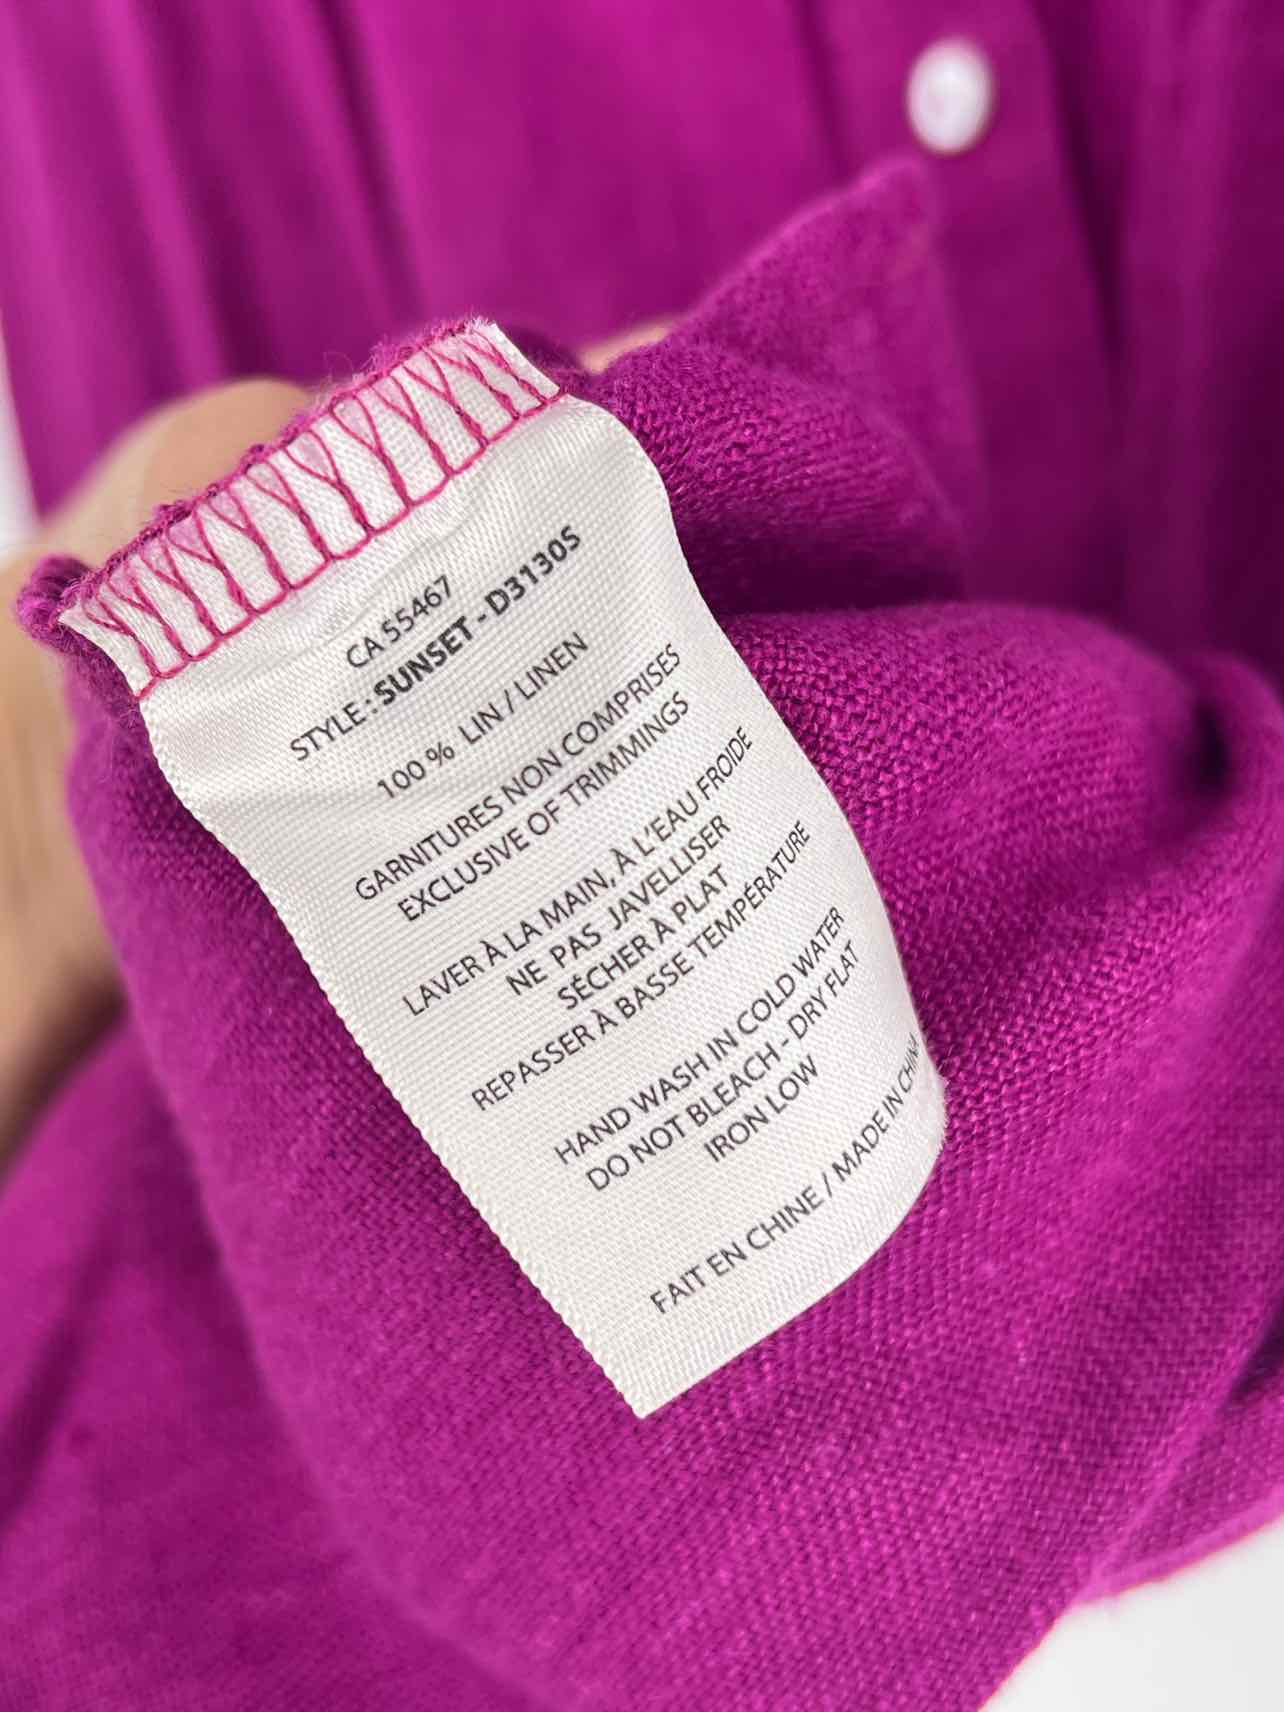 CA 55467
STYLE : SUNSET - D3130S
100 % LIN / LINEN
GARNITURES NON COMPRISES
EXCLUSIVE OF TRIMMINGS
LAVER À LA MAIN, À L'EAU FROIDE
NE PAS JAVELLISER
SÉCHER À PLAT
REPASSER À BASSE TEMPÉRATURE
HAND WASH IN COLD WATER
DO NOT BLEACH - DRY FLAT
IRON LOW
FAIT EN CHINE / MADE IN CHINA